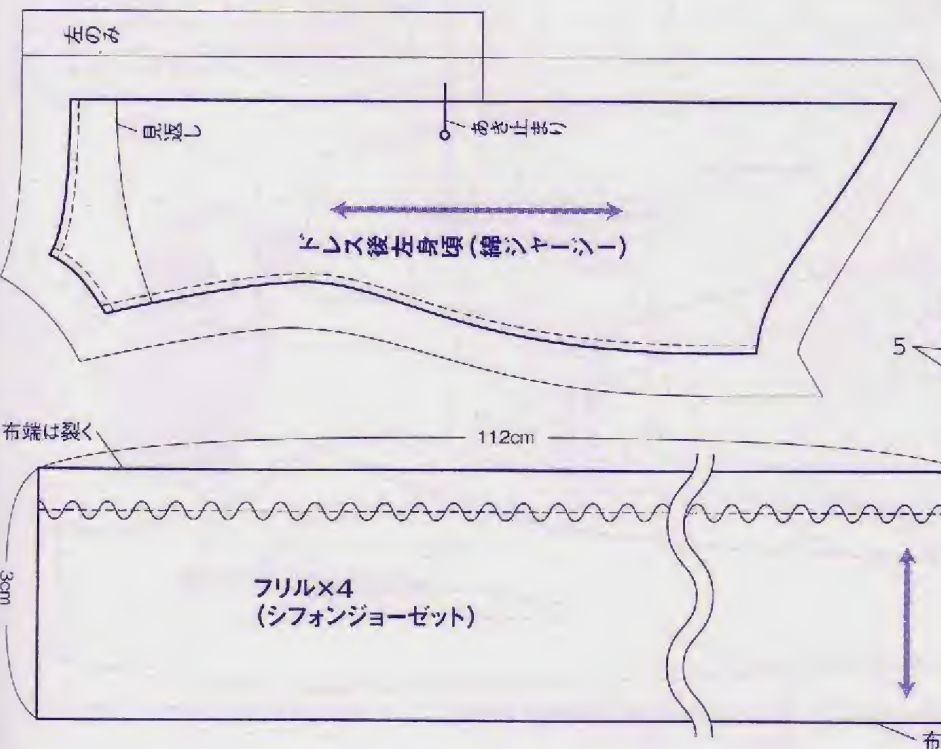 左のみ
見返し
あき止まり
ドレス後左身頃 (綿ジャージー)
5
布端は裂く
112cm
3cm
フリル×4
(シフォンジョーゼット)
布